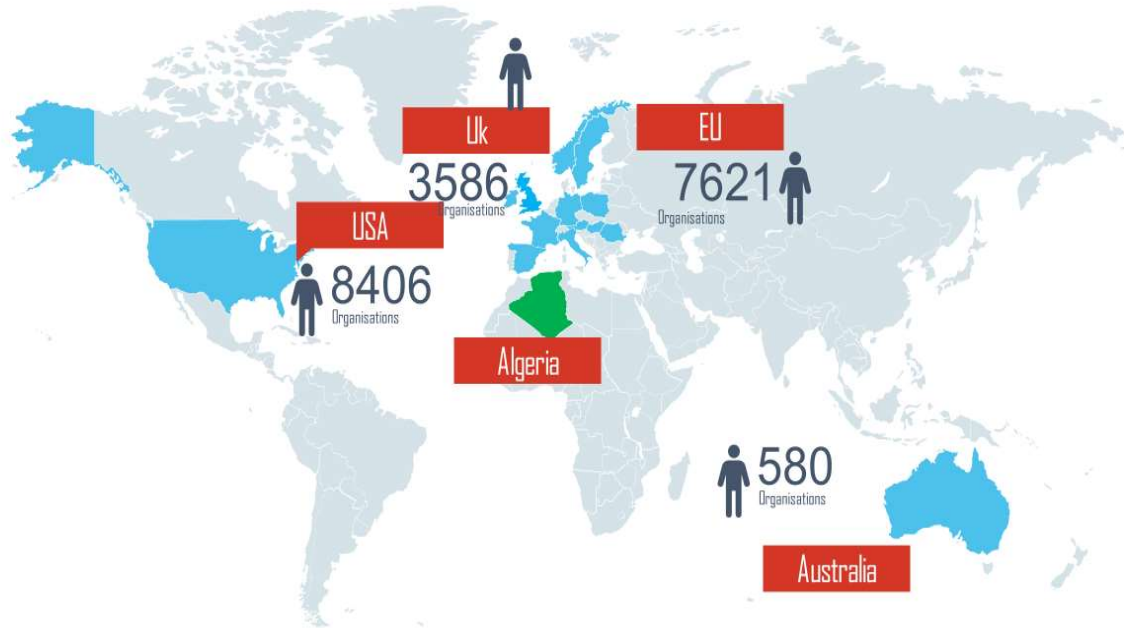 Uk
3586
Organisations
EU
7621
Organisations
USA
8406
Organisations
Algeria
580
Organisations
Australia